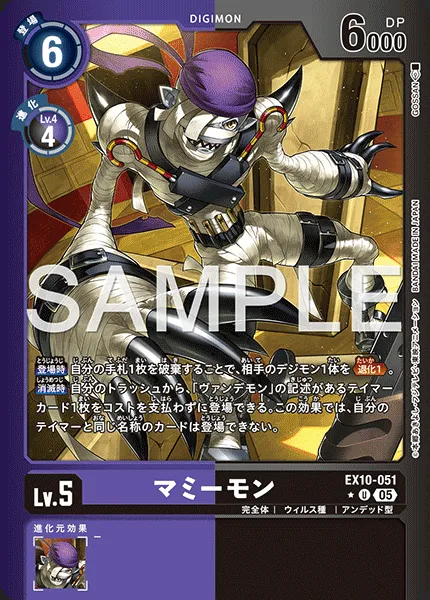 DIGIMON
登場
6
DP
6000
進化
Lv.4
4
GOSSAN
BANDAI MADE IN JAPAN
SAMPLE
登場時 自分の手札1枚を破棄することで、相手のデジモン1体を 退化1 。
消滅時 自分のトラッシュから、「ヴァンデモン」の記述があるテイマー
カード1枚をコストを支払わずに登場できる。この効果では、自分の
テイマーと同じ名称のカードは登場できない。
EX10-051
Lv.5
マミーモン
U 05
完全体 | ウィルス種 | アンデッド型
進化元効果